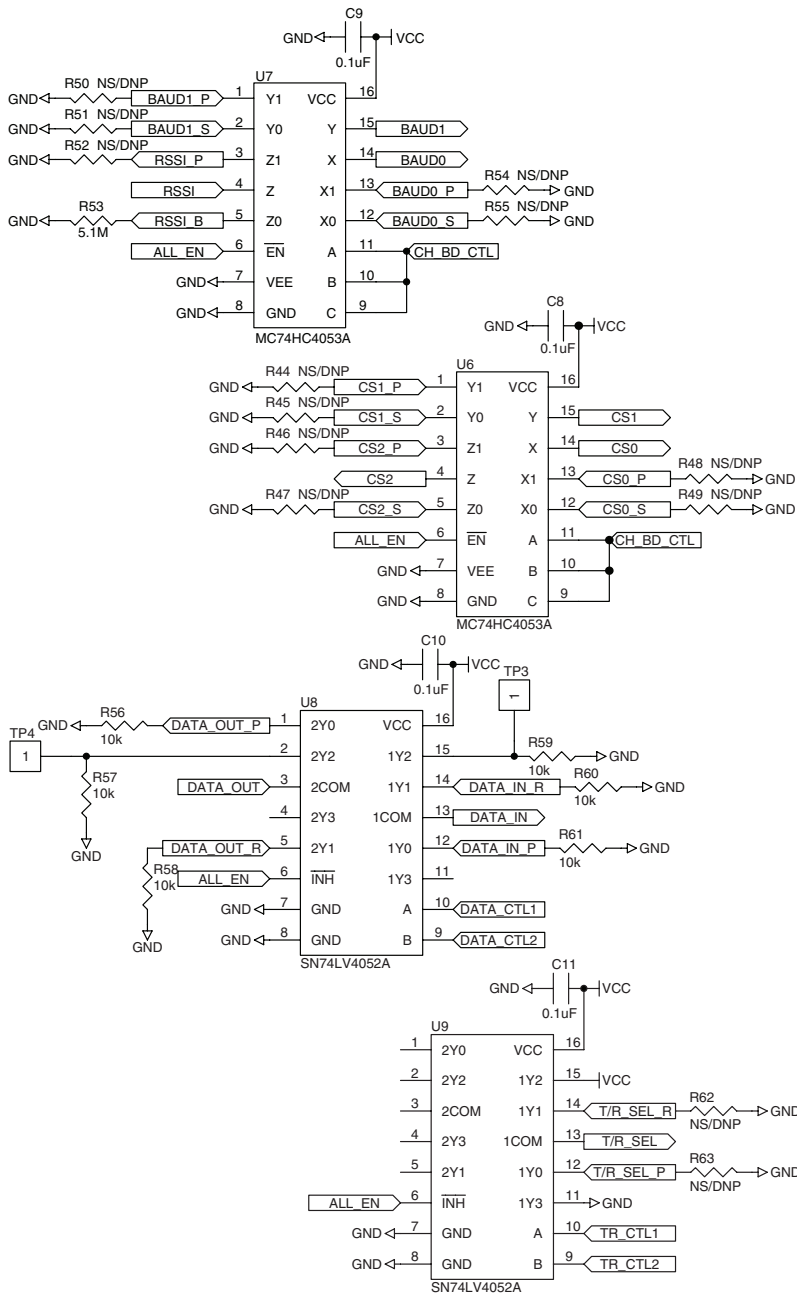 C9
GND
VCC
0.1uF
U7
R50 NS/DNP
GND BAUD1_P 1 Y1 VCC 16
R51 NS/DNP
GND BAUD1_S 2 Y0 Y 15 BAUD1
R52 NS/DNP
GND RSSI_P 3 Z1 X 14 BAUD0
R54 NS/DNP
RSSI 4 Z X1 13 BAUD0_P GND
R53 R55 NS/DNP
GND RSSI_B 5 Z0 X0 12 BAUD0_S GND
5.1M
ALL_EN 6 EN A 11 CH_BD_CTL
GND 7 VEE B 10
GND 8 GND C 9
MC74HC4053A
C8
GND VCC
0.1uF
U6
R44 NS/DNP
GND CS1_P 1 Y1 VCC 16
R45 NS/DNP
GND CS1_S 2 Y0 Y 15 CS1
R46 NS/DNP
GND CS2_P 3 Z1 X 14 CS0
R48 NS/DNP
CS2 4 Z X1 13 CS0_P GND
R47 NS/DNP R49 NS/DNP
GND CS2_S 5 Z0 X0 12 CS0_S GND
ALL_EN 6 EN A 11 CH_BD_CTL
GND 7 VEE B 10
GND 8 GND C 9
MC74HC4053A
C10
GND VCC
0.1uF
TP3
1
U8
R56
GND DATA_OUT_P 1 2Y0 VCC 16
10k
TP4
1 2 2Y2 1Y2 15 R59 GND
10k
R57
10k
DATA_OUT 3 2COM 1Y1 14 DATA_IN_R R60 GND
10k
4 2Y3 1COM 13 DATA_IN
GND
DATA_OUT_R 5 2Y1 1Y0 12 DATA_IN_P R61 GND
10k
R58
10k
ALL_EN 6 INH 1Y3 11
GND 7 GND A 10 DATA_CTL1
GND 8 GND B 9 DATA_CTL2
GND
SN74LV4052A
C11
GND VCC
0.1uF
U9
1 2Y0 VCC 16
2 2Y2 1Y2 15 VCC
R62
3 2COM 1Y1 14 T/R_SEL_R GND
NS/DNP
4 2Y3 1COM 13 T/R_SEL
R63
5 2Y1 1Y0 12 T/R_SEL_P GND
NS/DNP
ALL_EN 6 INH 1Y3 11 GND
GND 7 GND A 10 TR_CTL1
GND 8 GND B 9 TR_CTL2
SN74LV4052A